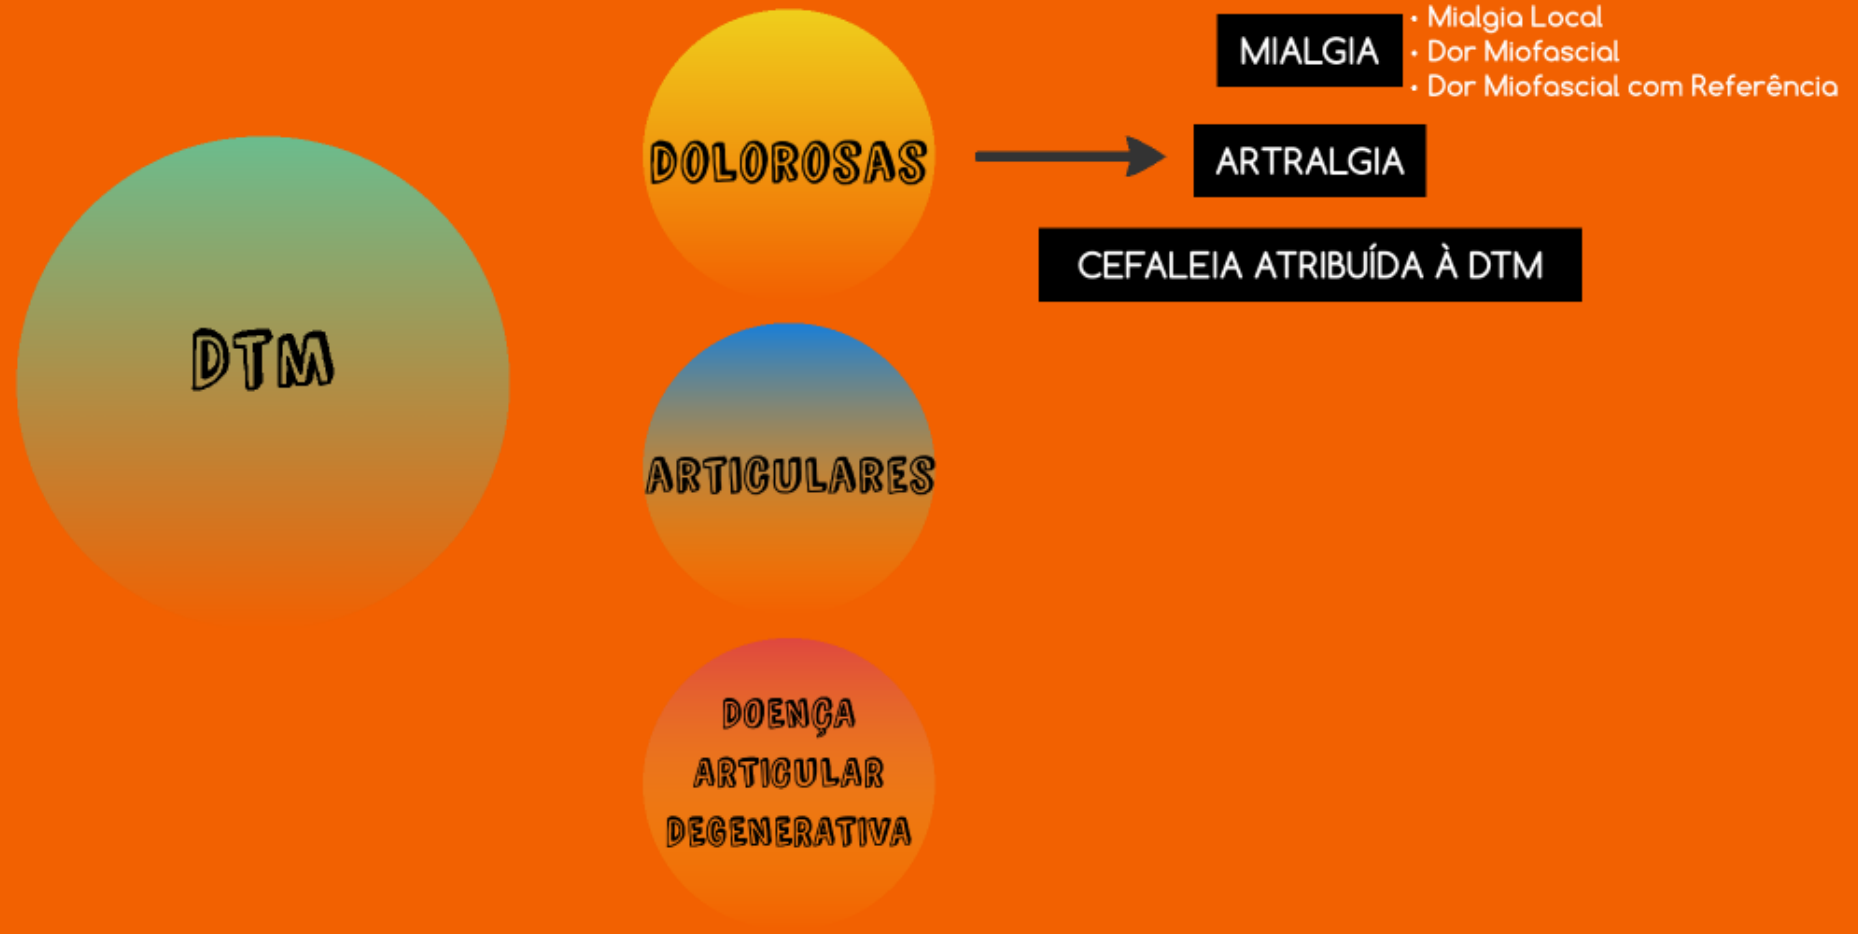 DTM
DOLOROSAS
MIALGIA
• Mialgia Local
• Dor Miofascial
• Dor Miofascial com Referência
ARTRALGIA
CEFALEIA ATRIBUÍDA À DTM
ARTICULARES
DOENÇA
ARTICULAR
DEGENERATIVA